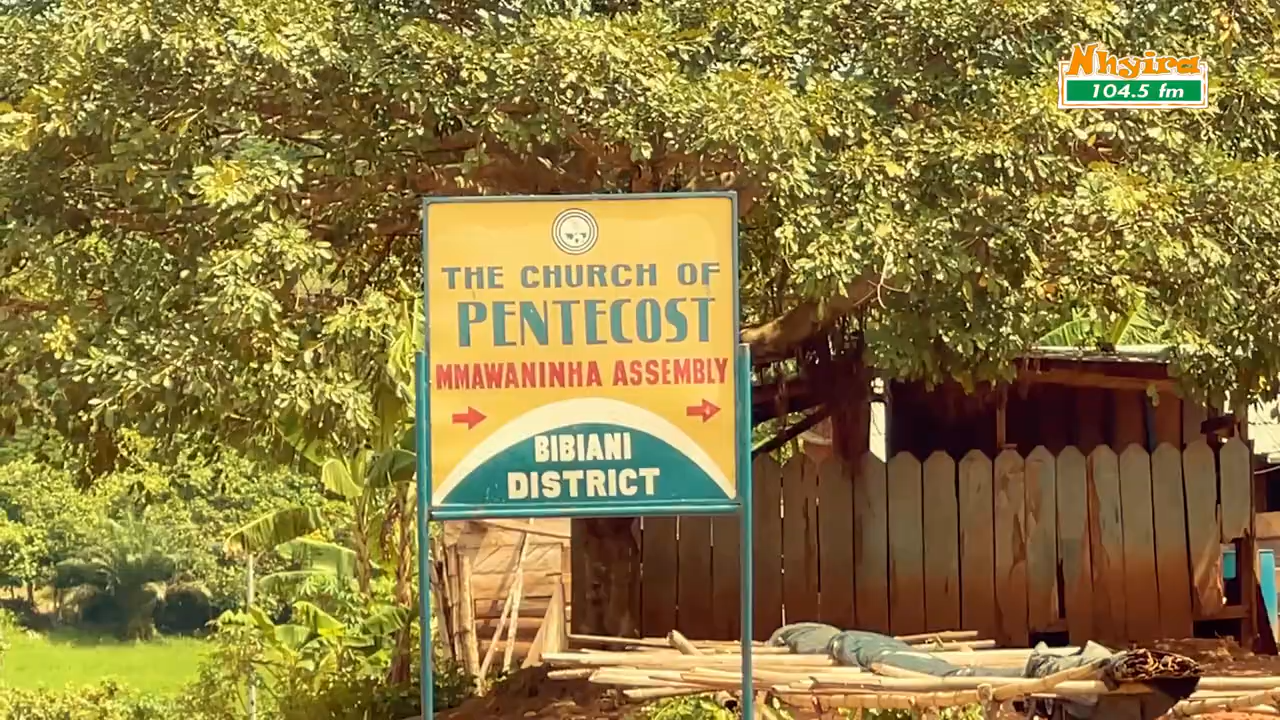 Nhyira
104.5 fm
THE CHURCH OF
PENTECOST
MMAWANINHA ASSEMBLY
BIBIANI
DISTRICT